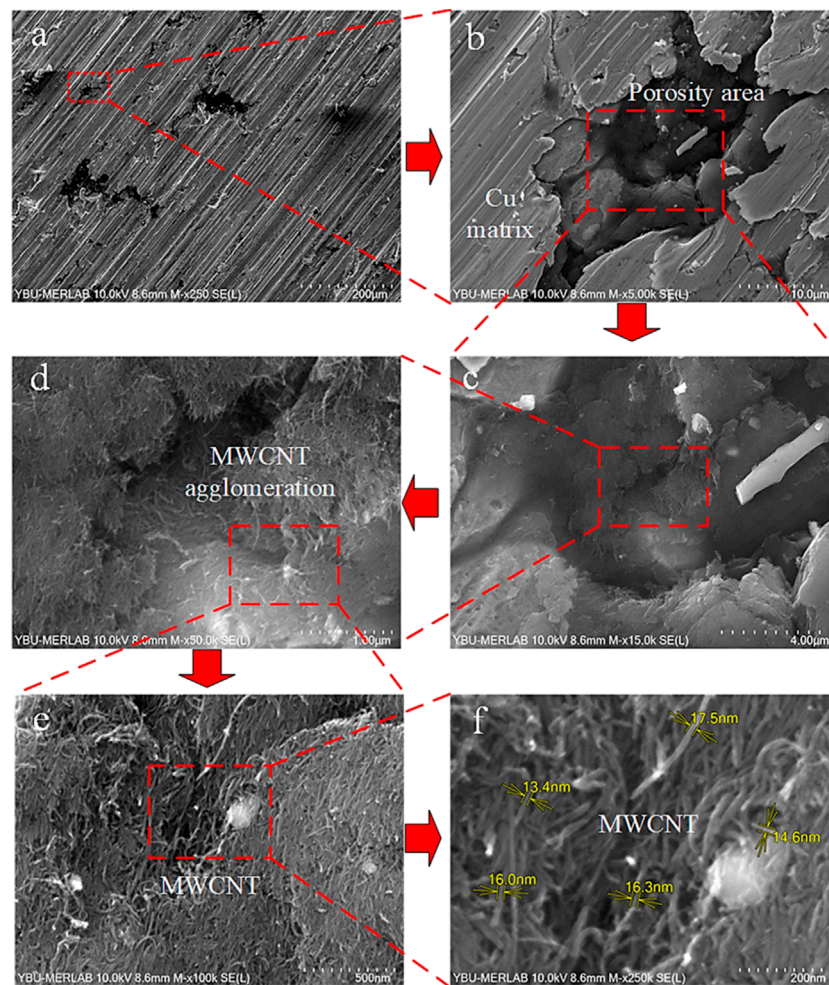 a
YBU-MERLAB 10.0kV 8.6mm M-x250 SE(L)
200µm
b
Porosity area
Cu
matrix
YBU-MERLAB 10.0kV 8.6mm M-x5.00k SE(L)
10.0µm
d
MWCNT
agglomeration
YBU-MERLAB 10.0kV 8.6mm M-x50.0k SE(L)
1.00µm
c
YBU-MERLAB 10.0kV 8.6mm M-x15.0k SE(L)
4.00µm
e
MWCNT
YBU-MERLAB 10.0kV 8.6mm M-x100k SE(L)
500nm
f
17.5nm
13.4nm
MWCNT
14.6nm
16.0nm
16.3nm
YBU-MERLAB 10.0kV 8.6mm M-x250k SE(L)
200nm